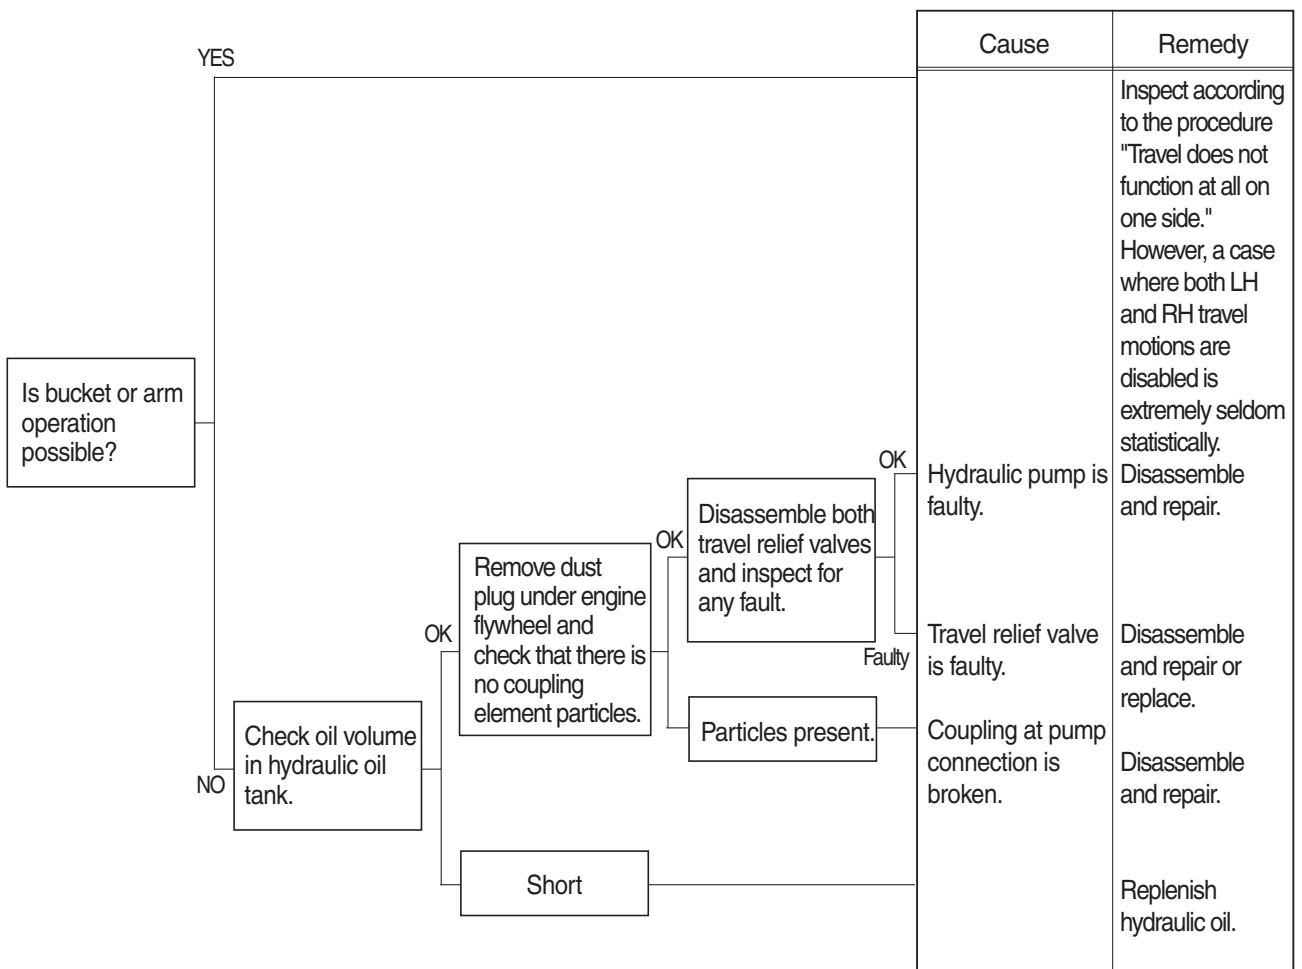 Cause
Remedy
YES
Inspect according
to the procedure
"Travel does not
function at all on
one side."
However, a case
where both LH
and RH travel
motions are
disabled is
extremely seldom
statistically.
Is bucket or arm
operation
possible?
NO
Check oil volume
in hydraulic oil
tank.
OK
Remove dust
plug under engine
flywheel and
check that there is
no coupling
element particles.
OK
Disassemble both
travel relief valves
and inspect for
any fault.
OK
Hydraulic pump is
faulty.
Disassemble
and repair.
Faulty
Travel relief valve
is faulty.
Disassemble
and repair or
replace.
Particles present.
Coupling at pump
connection is
broken.
Disassemble
and repair.
Short
Replenish
hydraulic oil.